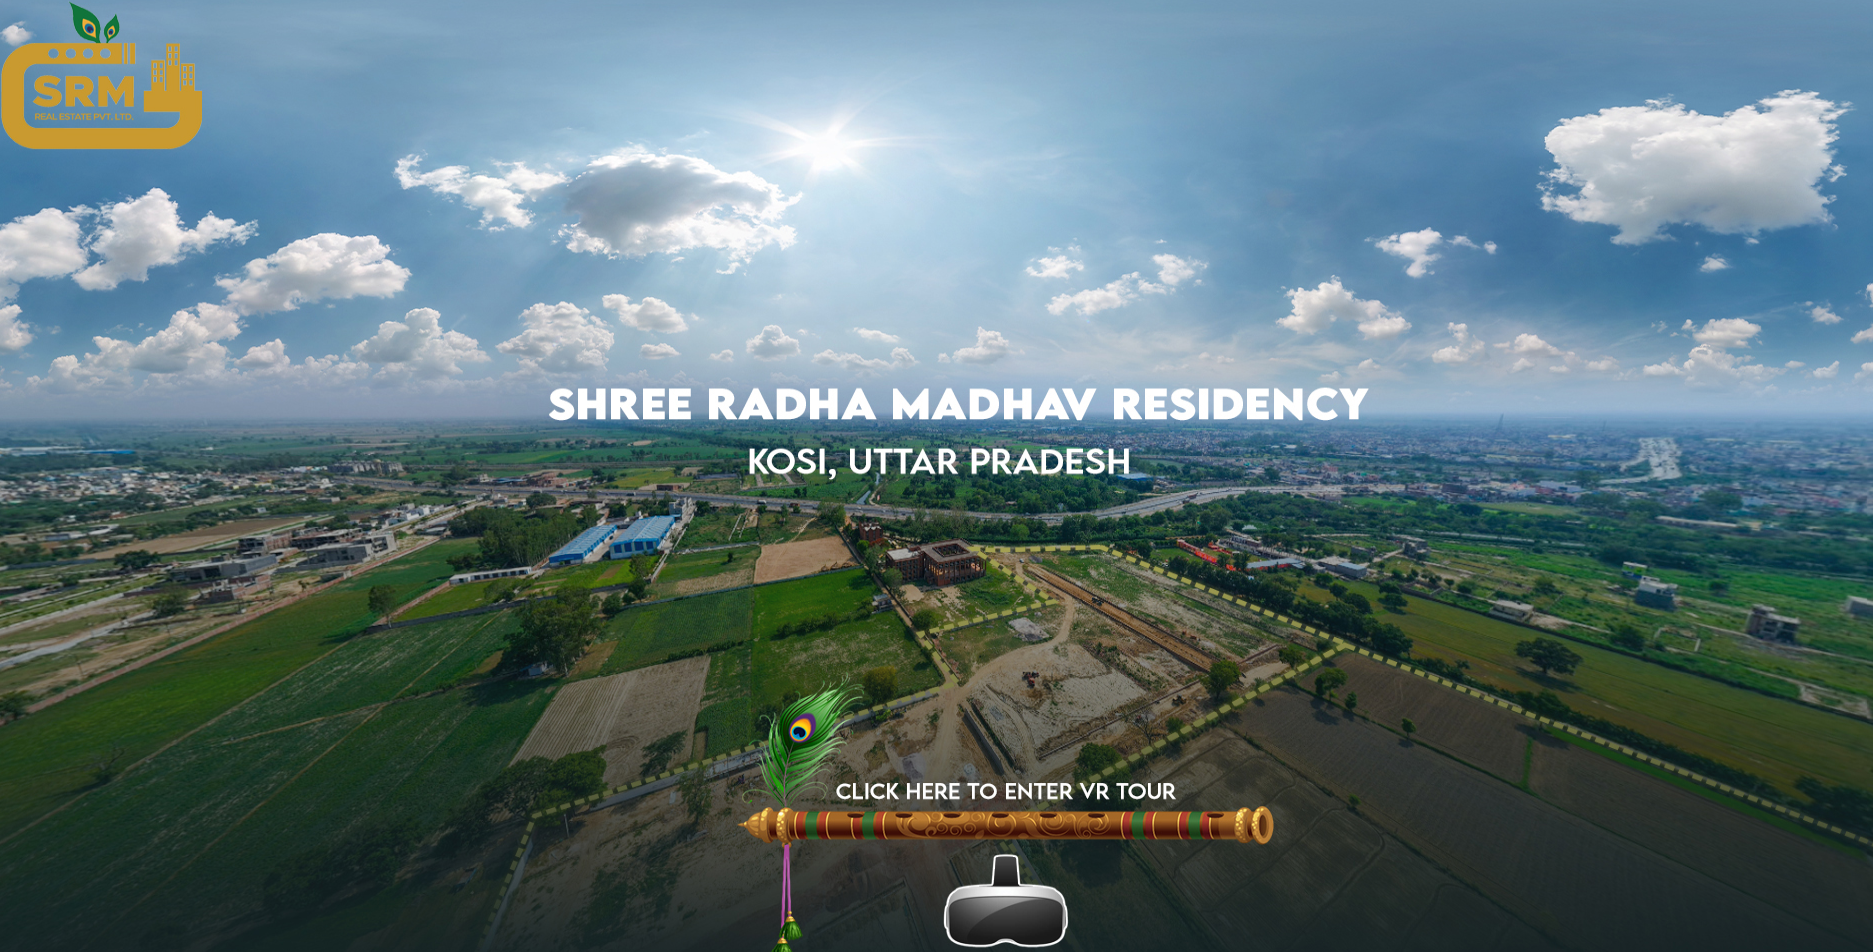 SRM
REAL ESTATE PVT. LTD.
SHREE RADHA MADHAV RESIDENCY
KOSI, UTTAR PRADESH
CLICK HERE TO ENTER VR TOUR